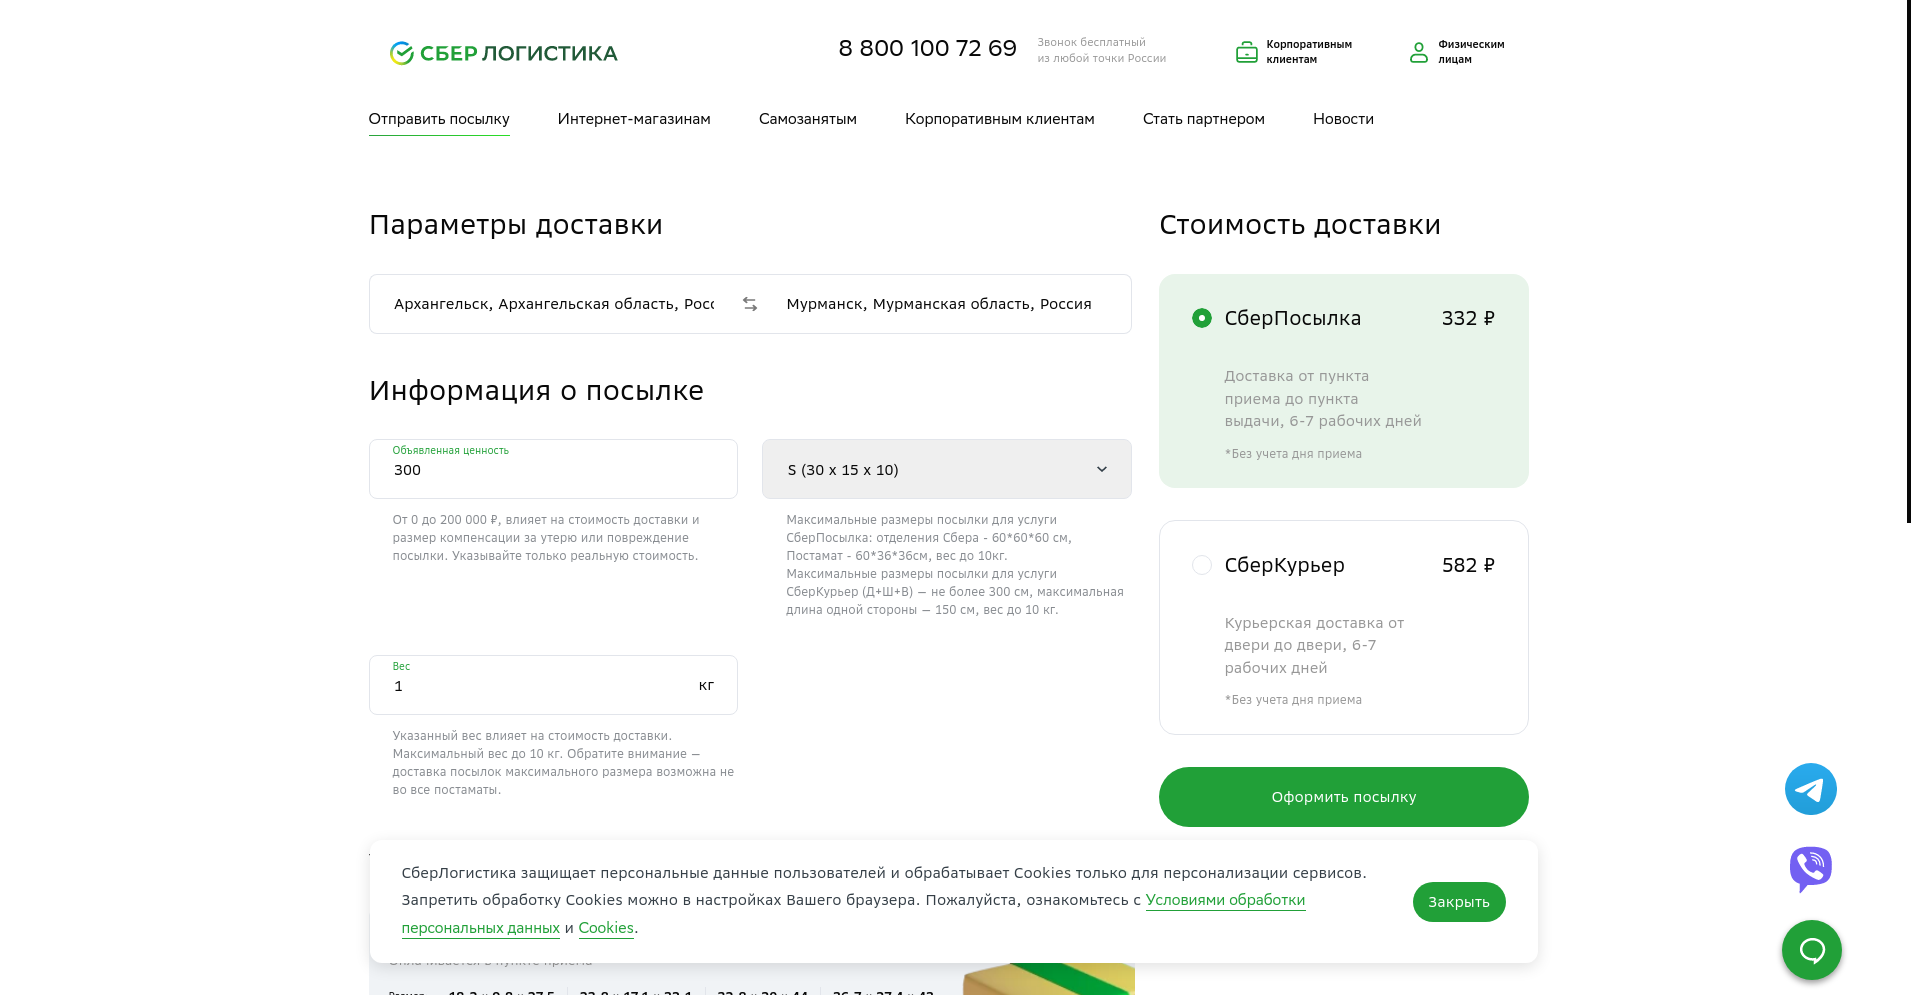 СБЕР ЛОГИСТИКА
8 800 100 72 69
Звонок бесплатный
из любой точки России
Корпоративным
клиентам
Физическим
лицам
Отправить посылку
Интернет-магазинам
Самозанятым
Корпоративным клиентам
Стать партнером
Новости
Параметры доставки
Архангельск, Архангельская область, Росс
Мурманск, Мурманская область, Россия
Информация о посылке
Объявленная ценность
300
От 0 до 200 000 ₽, влияет на стоимость доставки и
размер компенсации за утерю или повреждение
посылки. Указывайте только реальную стоимость.
S (30 x 15 x 10)
Максимальные размеры посылки для услуги
СберПосылка: отделения Сбера - 60*60*60 см,
Постамат - 60*36*36см, вес до 10кг.
Максимальные размеры посылки для услуги
СберКурьер (Д+Ш+В) — не более 300 см, максимальная
длина одной стороны — 150 см, вес до 10 кг.
Вес
1
кг
Указанный вес влияет на стоимость доставки.
Максимальный вес до 10 кг. Обратите внимание —
доставка посылок максимального размера возможна не
во все постаматы.
Стоимость доставки
СберПосылка
332 ₽
Доставка от пункта
приема до пункта
выдачи, 6-7 рабочих дней
*Без учета дня приема
СберКурьер
582 ₽
Курьерская доставка от
двери до двери, 6-7
рабочих дней
*Без учета дня приема
Оформить посылку
СберЛогистика защищает персональные данные пользователей и обрабатывает Cookies только для персонализации сервисов.
Запретить обработку Cookies можно в настройках Вашего браузера. Пожалуйста, ознакомьтесь с Условиями обработки
персональных данных и Cookies.
Закрыть